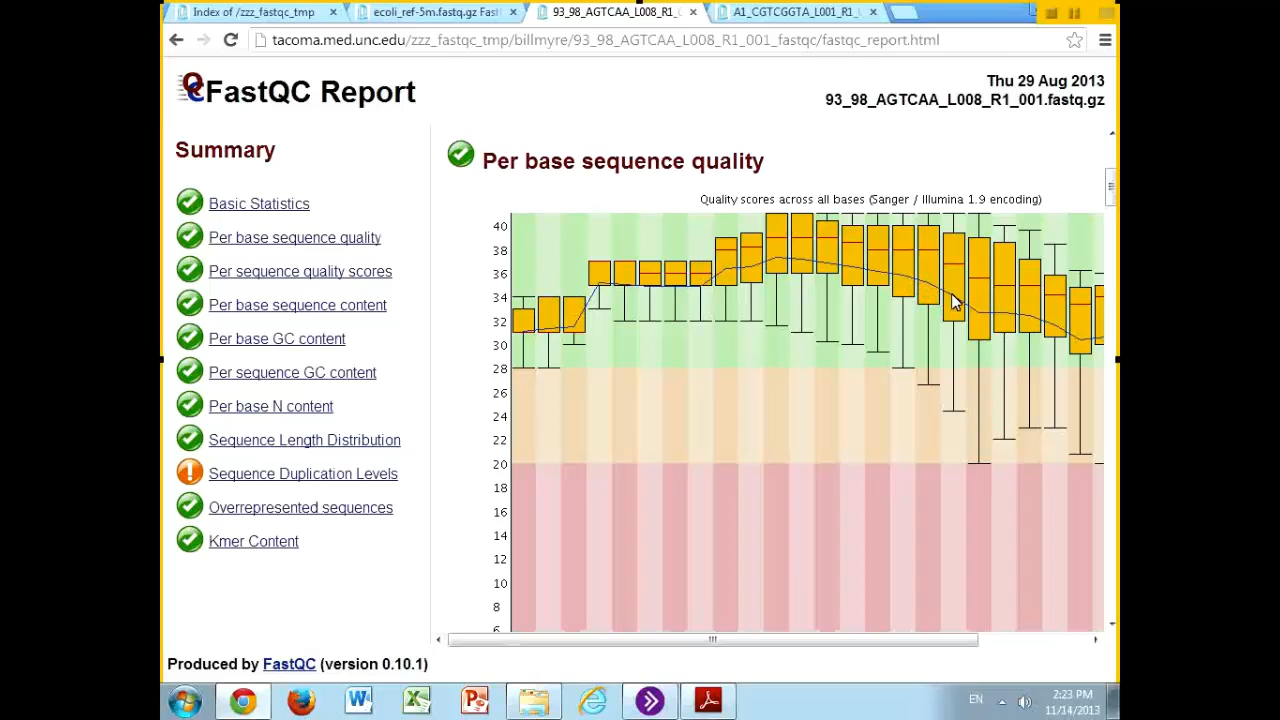 Index of /zzz_fastqc_tmp
ecoli_ref-5m.fastq.gz Fast
93_98_AGTCAA_L008_R1_
A1_CGTCGGTA_L001_R1_
tacoma.med.unc.edu/zzz_fastqc_tmp/billmyre/93_98_AGTCAA_L008_R1_001_fastqc/fastqc_report.html
FastQC Report
Thu 29 Aug 2013
93_98_AGTCAA_L008_R1_001.fastq.gz
Summary
Basic Statistics
Per base sequence quality
Per sequence quality scores
Per base sequence content
Per base GC content
Per sequence GC content
Per base N content
Sequence Length Distribution
Sequence Duplication Levels
Overrepresented sequences
Kmer Content
Per base sequence quality
Quality scores across all bases (Sanger / Illumina 1.9 encoding)
40
38
36
34
32
30
28
26
24
22
20
18
16
14
12
10
8
6
Produced by FastQC (version 0.10.1)
EN
2:23 PM
11/14/2013